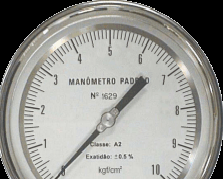 4 5 6
3 7
MANÔMETRO PADRÃO
Nº 1629
2 8
Classe: A2
1 Exatidão: ±0.5 % 9
0 kgf/cm² 10